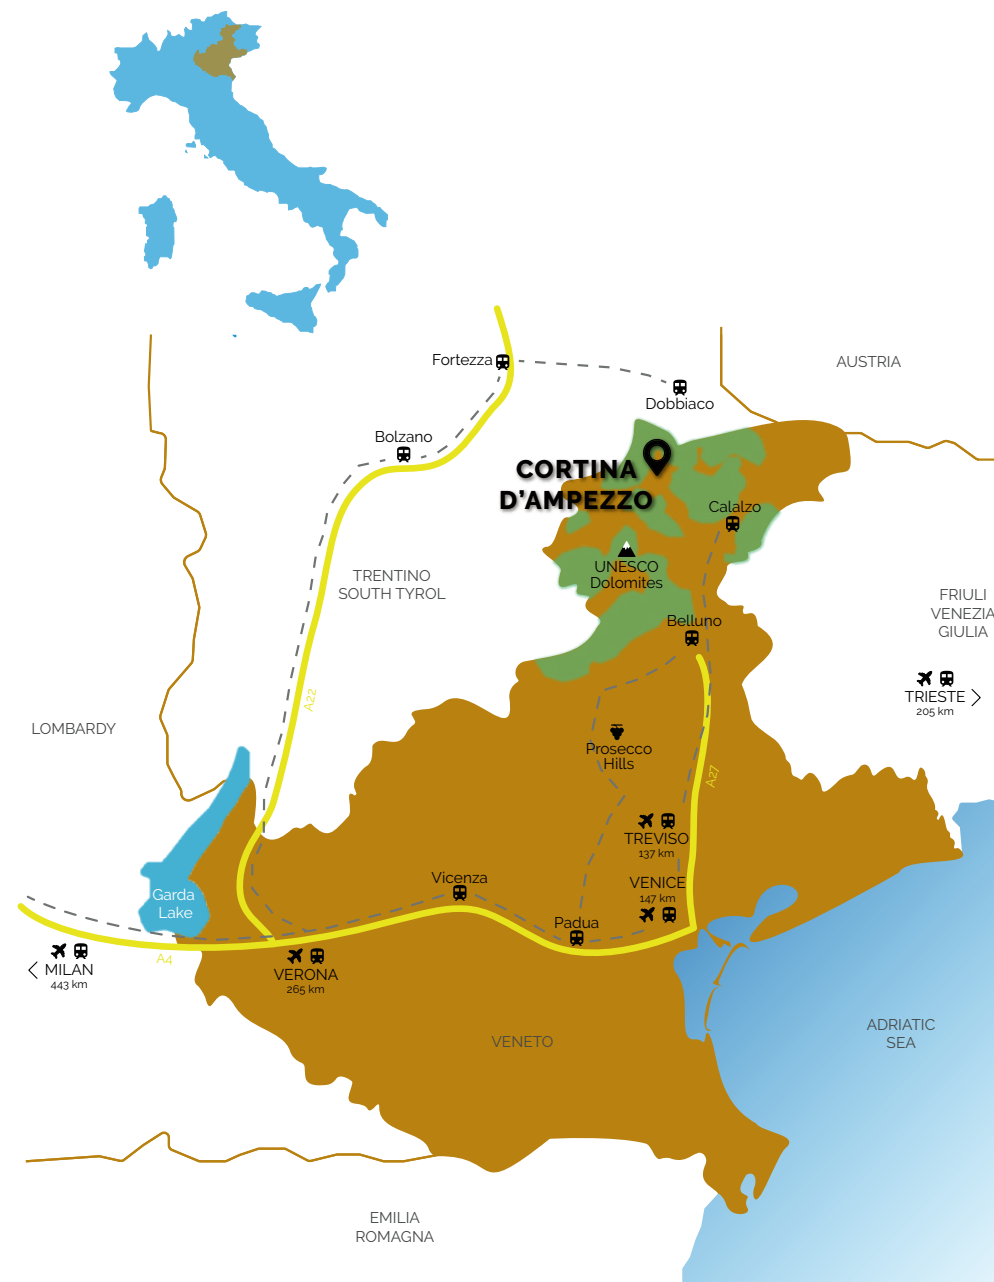 Fortezza
AUSTRIA
Dobbiaco
Bolzano
CORTINA
D’AMPEZZO
Calalzo
UNESCO
Dolomites
TRENTINO
SOUTH TYROL
FRIULI
VENEZIA
GIULIA
Belluno
TRIESTE
205 km
A22
LOMBARDY
Prosecco
Hills
A27
TREVISO
137 km
Vicenza
VENICE
147 km
Garda
Lake
Padua
A4
MILAN
443 km
VERONA
265 km
ADRIATIC
SEA
VENETO
EMILIA
ROMAGNA